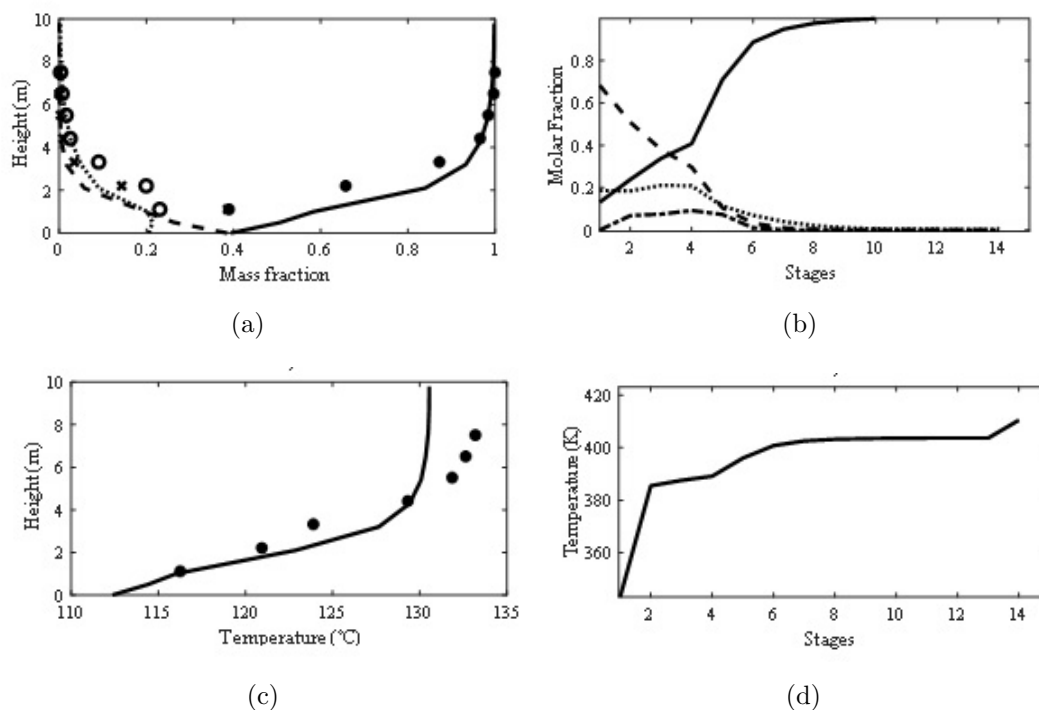 10
8
6
4
2
0
Height (m)
0 0.2 0.4 0.6 0.8 1
Mass fraction
(a)
0.8
0.6
0.4
0.2
0
Molar Fraction
2 4 6 8 10 12 14
Stages
(b)
10
8
6
4
2
0
Height (m)
110 115 120 125 130 135
Temperature (°C)
(c)
420
400
380
360
Temperature (K)
2 4 6 8 10 12 14
Stages
(d)